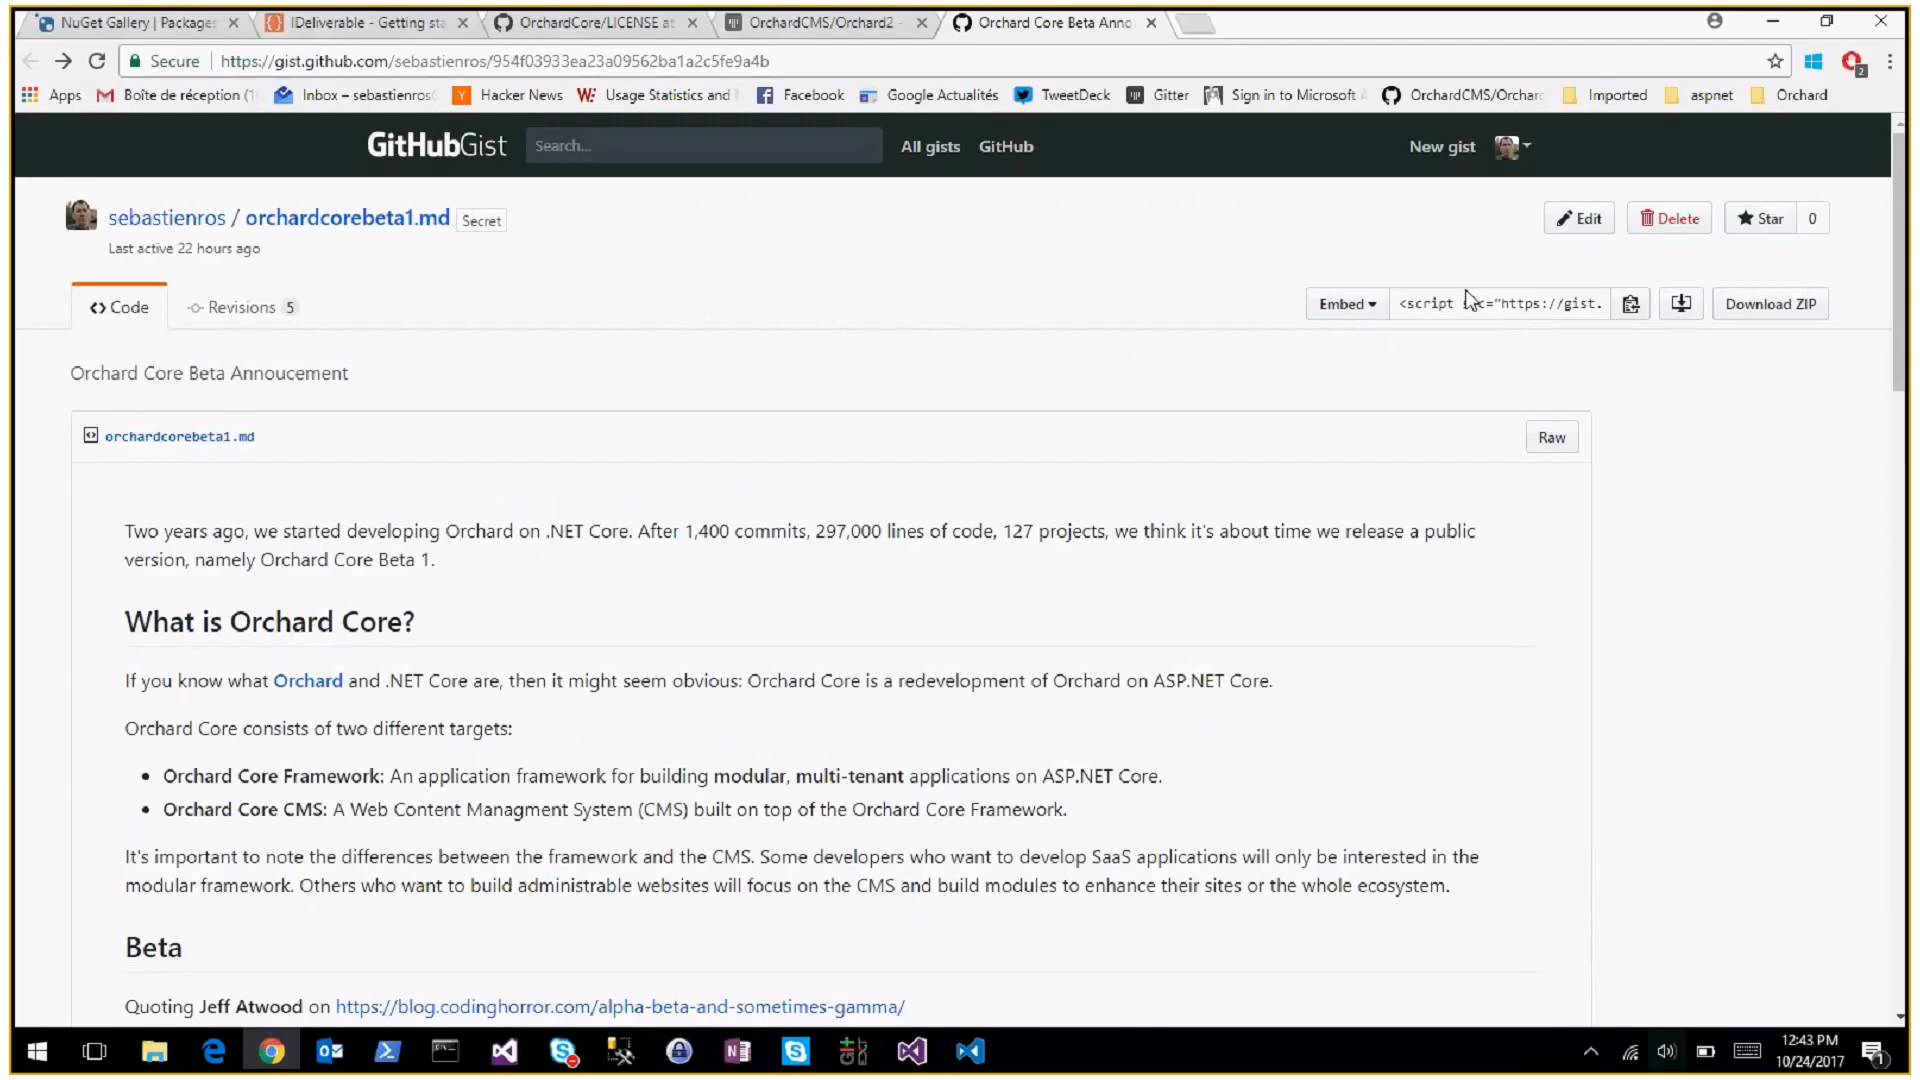 NuGet Gallery | Packages
IDeliverable - Getting sta
OrchardCore/LICENSE at
OrchardCMS/Orchard2 -
Orchard Core Beta Anno
Secure
https://gist.github.com/sebastienros/954f03933ea23a09562ba1a2c5fe9a4b
2
Apps
Boîte de réception (1
Inbox – sebastienros
Hacker News
Usage Statistics and
Facebook
Google Actualités
TweetDeck
Gitter
Sign in to Microsoft
OrchardCMS/Orchar
Imported
aspnet
Orchard
GitHubGist
Search...
All gists
GitHub
New gist
sebastienros / orchardcorebeta1.md
Secret
Edit
Delete
Star
0
Last active 22 hours ago
Code
Revisions 5
Embed
<script src="https://gist.
Download ZIP
Orchard Core Beta Annoucement
orchardcorebeta1.md
Raw
Two years ago, we started developing Orchard on .NET Core. After 1,400 commits, 297,000 lines of code, 127 projects, we think it's about time we release a public
version, namely Orchard Core Beta 1.
What is Orchard Core?
If you know what Orchard and .NET Core are, then it might seem obvious: Orchard Core is a redevelopment of Orchard on ASP.NET Core.
Orchard Core consists of two different targets:
• Orchard Core Framework: An application framework for building modular, multi-tenant applications on ASP.NET Core.
• Orchard Core CMS: A Web Content Managment System (CMS) built on top of the Orchard Core Framework.
It's important to note the differences between the framework and the CMS. Some developers who want to develop SaaS applications will only be interested in the
modular framework. Others who want to build administrable websites will focus on the CMS and build modules to enhance their sites or the whole ecosystem.
Beta
Quoting Jeff Atwood on https://blog.codinghorror.com/alpha-beta-and-sometimes-gamma/
12:43 PM
10/24/2017
1